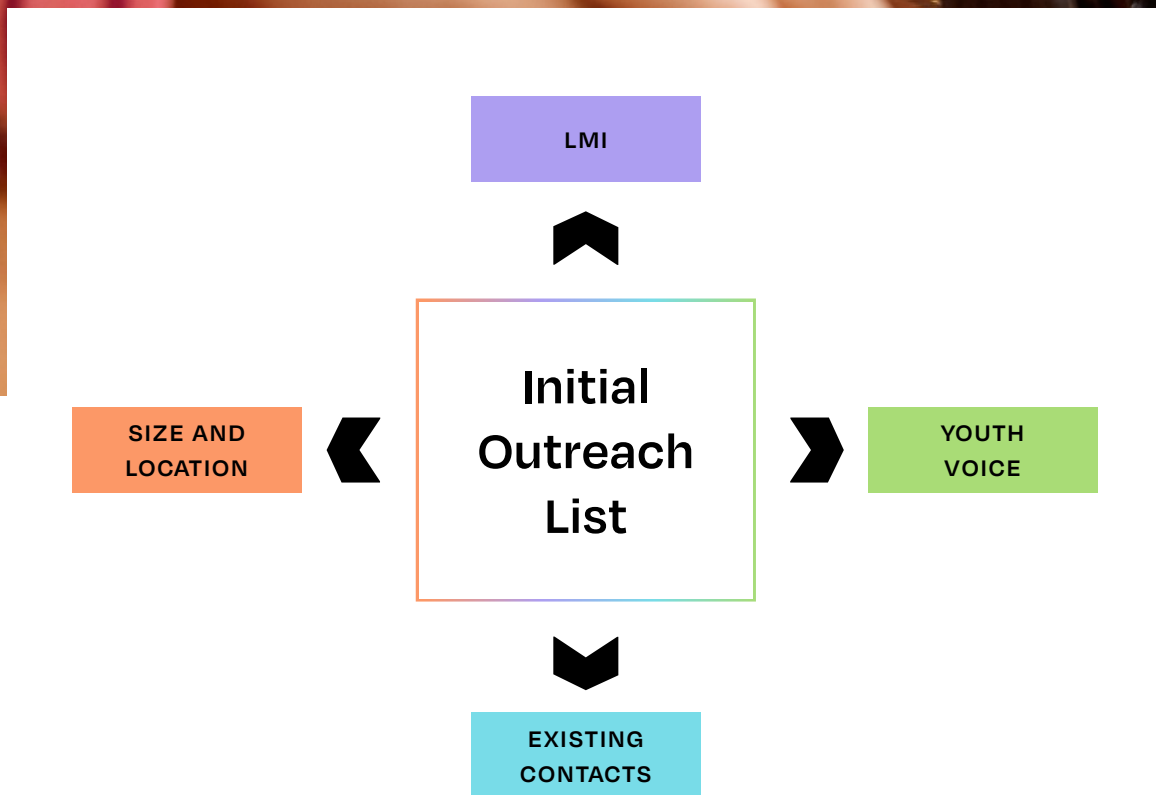 LMI
Initial
Outreach
List
SIZE AND
LOCATION
YOUTH
VOICE
EXISTING
CONTACTS